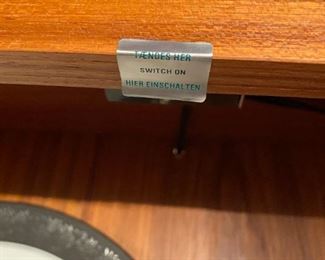 TÆNDES HER
SWITCH ON
HIER EINSCHALTEN